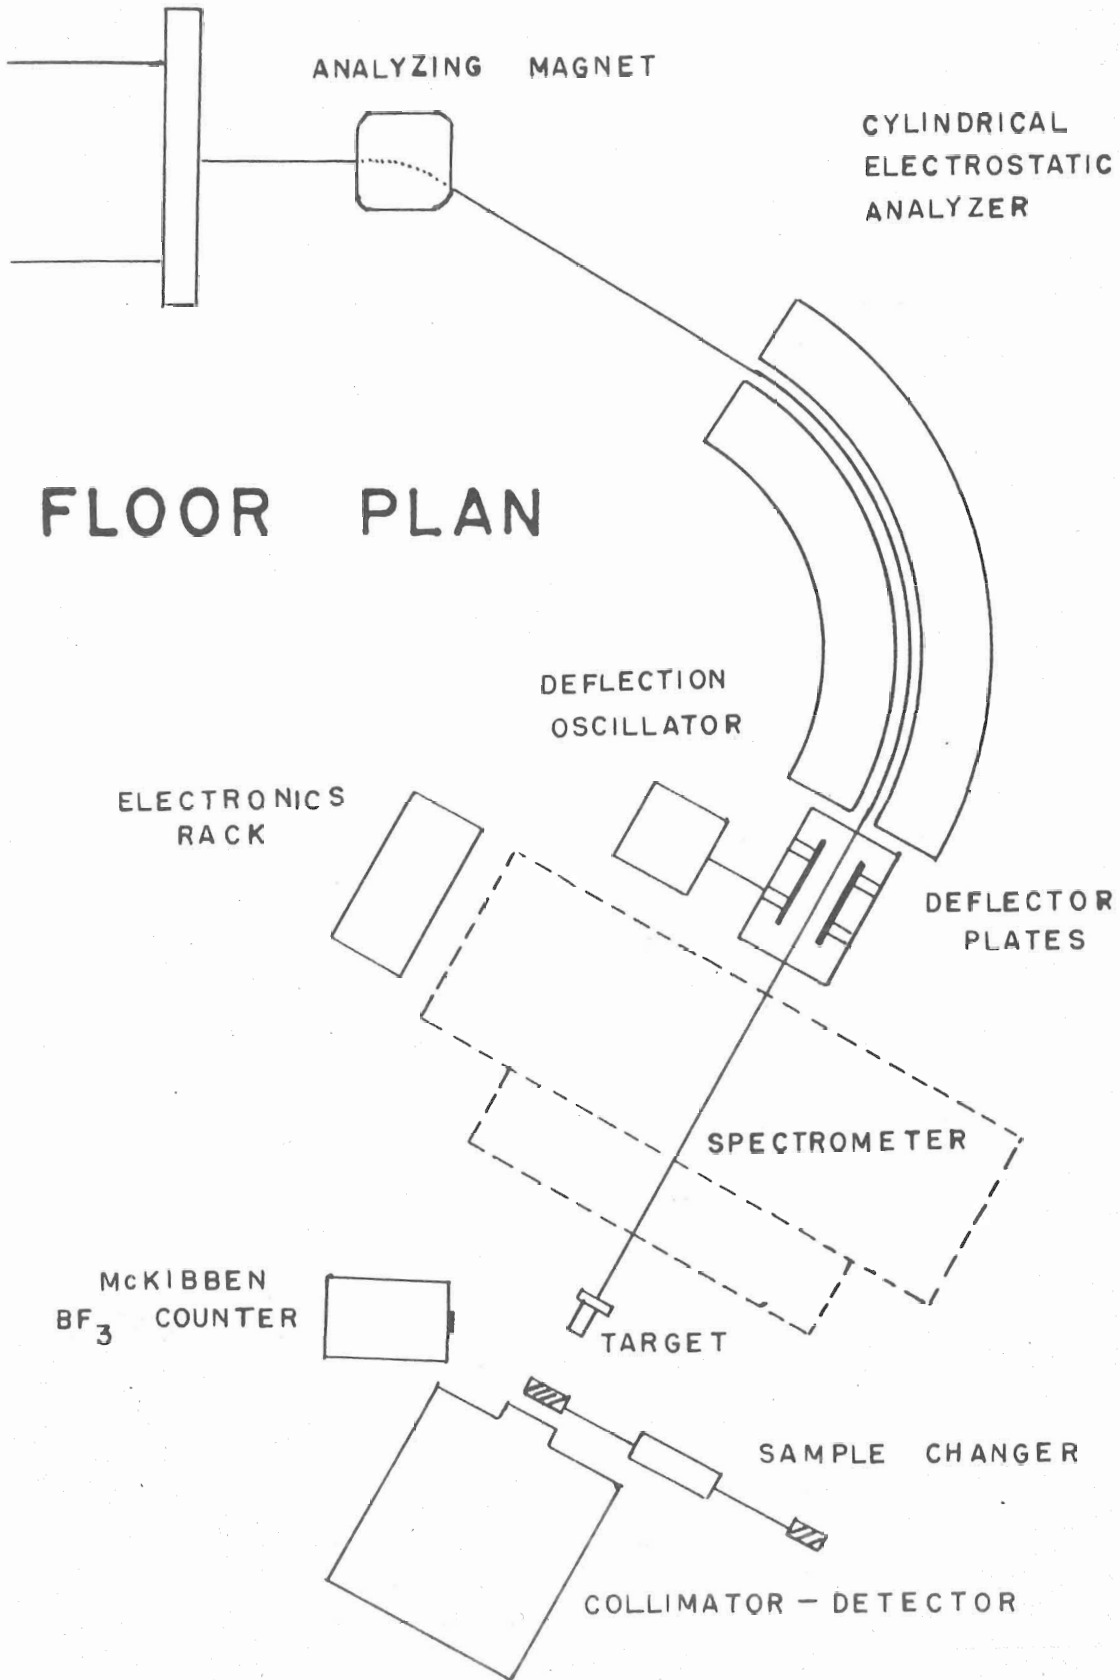 ANALYZING MAGNET
CYLINDRICAL
ELECTROSTATIC
ANALYZER
FLOOR PLAN
DEFLECTION
OSCILLATOR
ELECTRONICS
RACK
DEFLECTOR
PLATES
SPECTROMETER
McKIBBEN
BF₃ COUNTER
TARGET
SAMPLE CHANGER
COLLIMATOR - DETECTOR